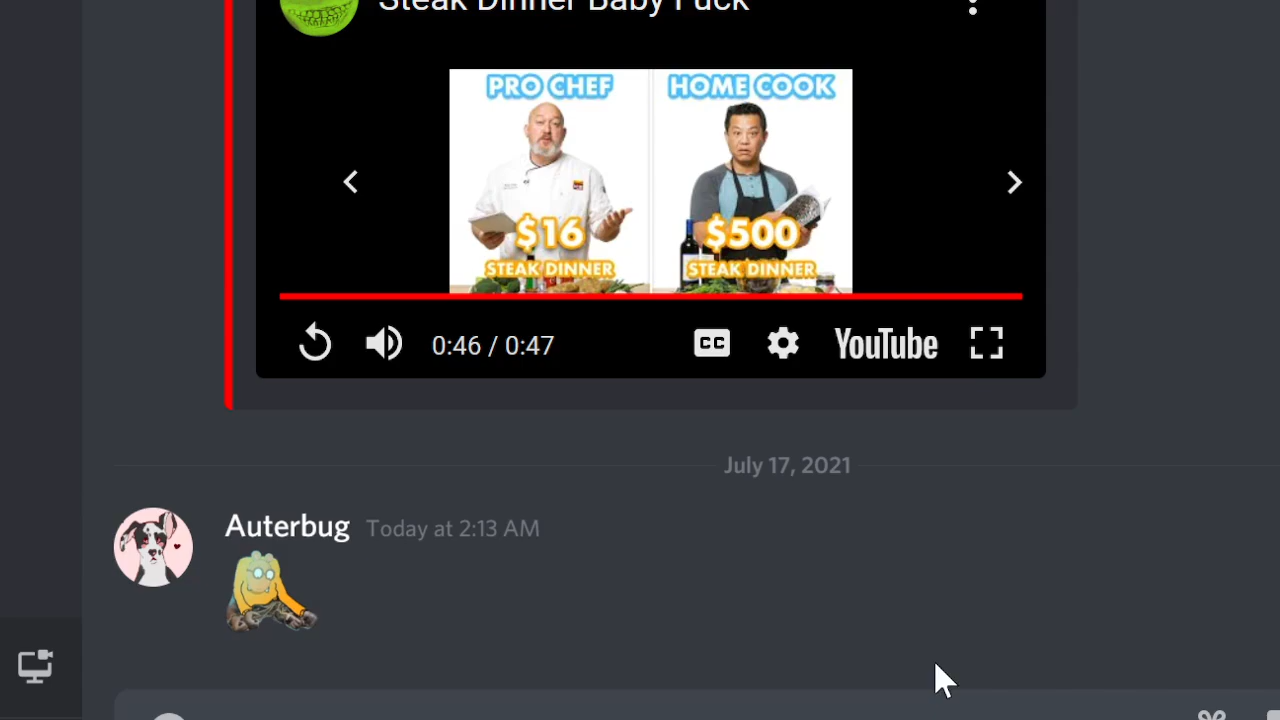 Steak Dinner Baby Fuck
PRO CHEF
HOME COOK
$16
$500
STEAK DINNER
STEAK DINNER
0:46 / 0:47
CC
YouTube
July 17, 2021
Auterbug
Today at 2:13 AM